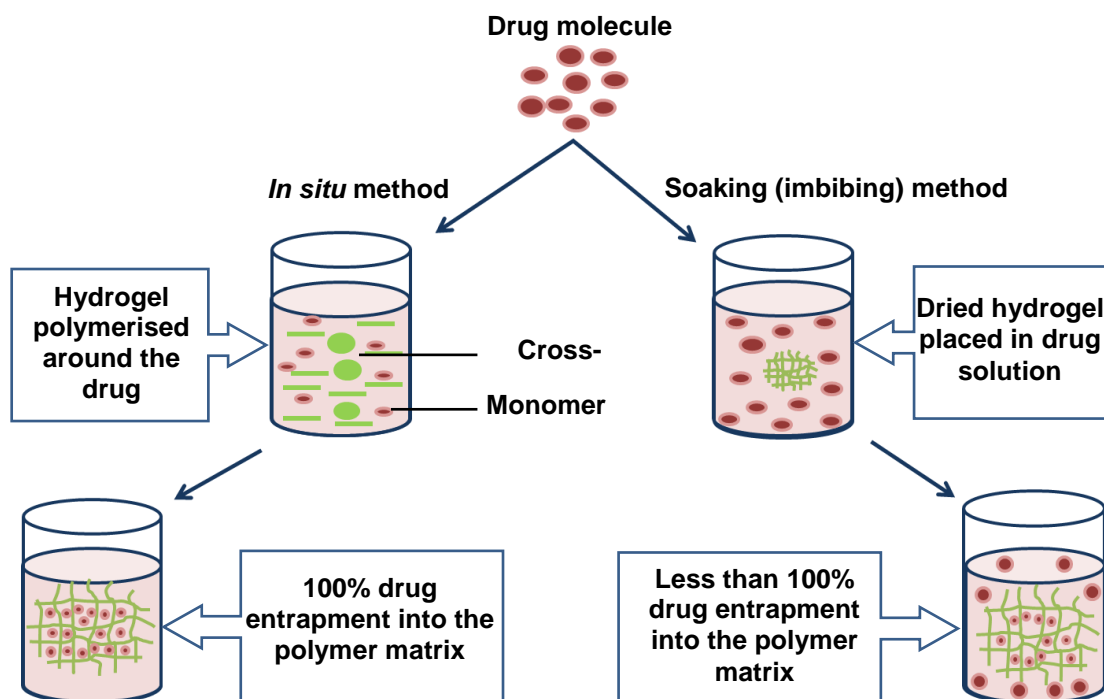 Drug molecule
In situ method
Soaking (imbibing) method
Hydrogel
polymerised
around the
drug
Cross-
Monomer
Dried hydrogel
placed in drug
solution
100% drug
entrapment into the
polymer matrix
Less than 100%
drug entrapment
into the polymer
matrix